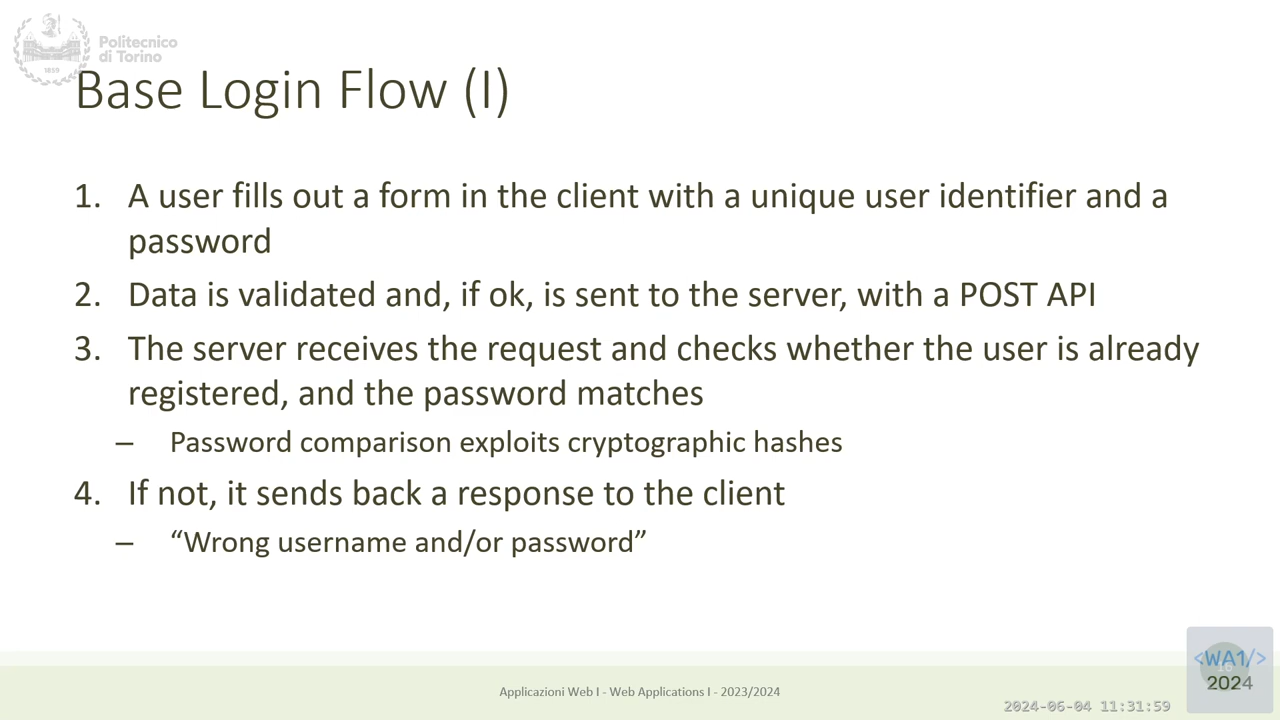 Politecnico
di Torino
1859
Base Login Flow (I)
1. A user fills out a form in the client with a unique user identifier and a
password
2. Data is validated and, if ok, is sent to the server, with a POST API
3. The server receives the request and checks whether the user is already
registered, and the password matches
– Password comparison exploits cryptographic hashes
4. If not, it sends back a response to the client
– “Wrong username and/or password”
Applicazioni Web I - Web Applications I - 2023/2024
2024-06-04 11:31:59
<WA1/>
2024